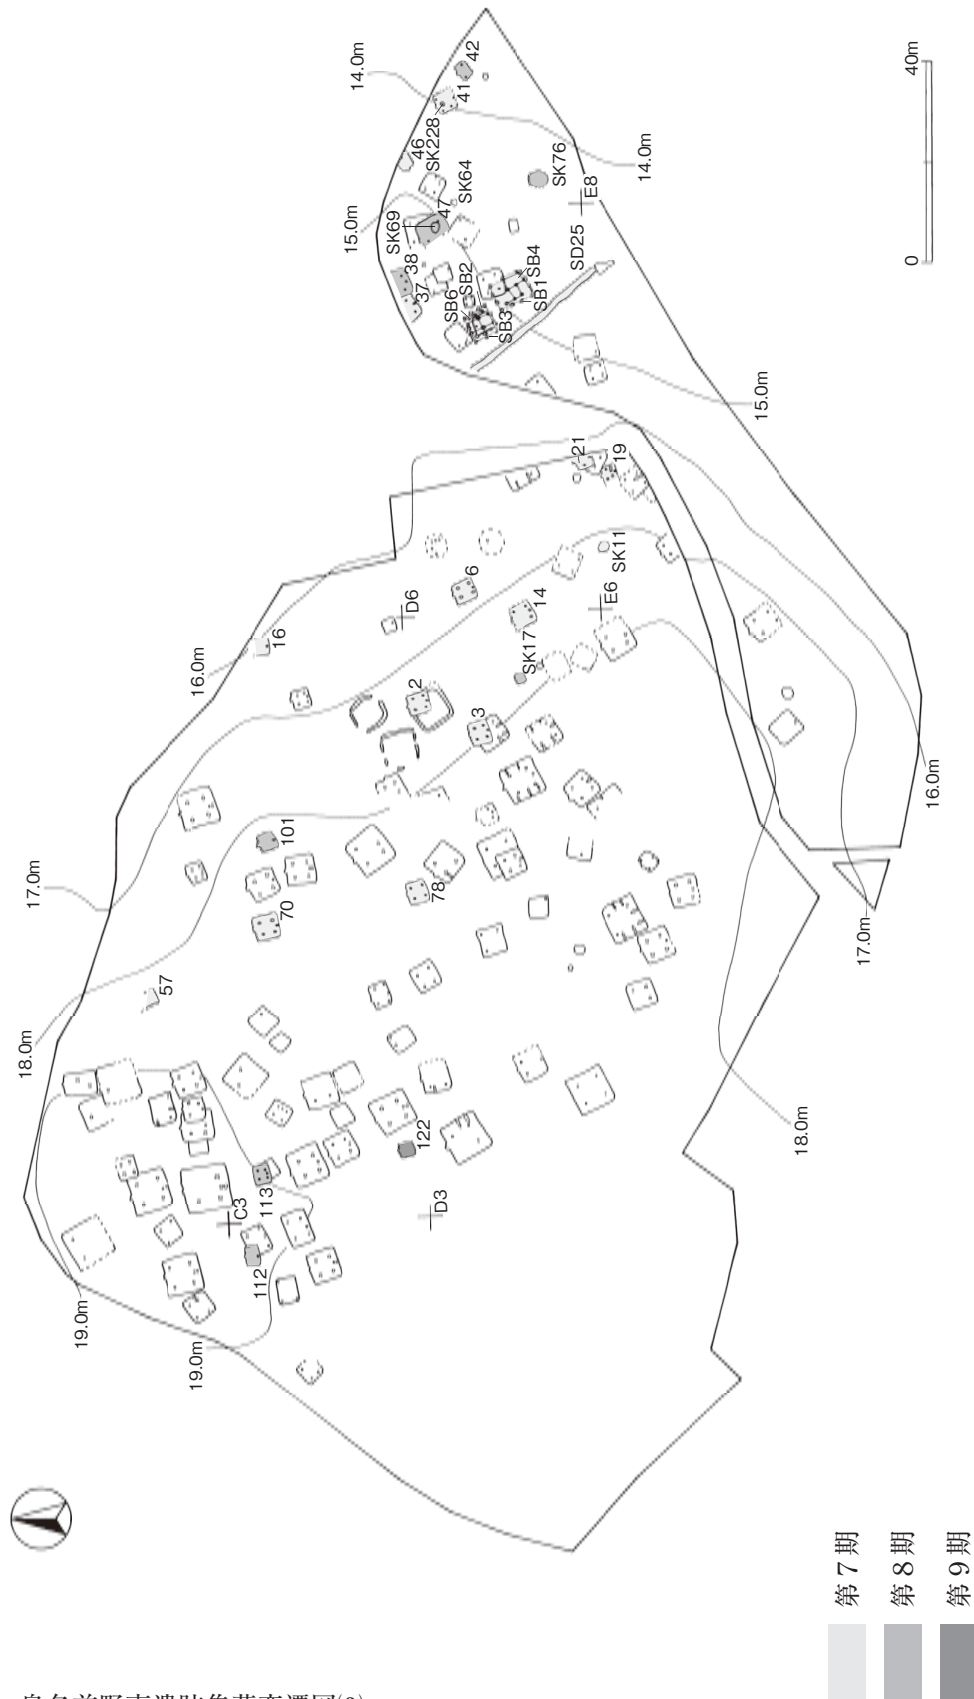 14.0m
42
41
SK228
46
SK64
15.0m
SK69
47
38
37
SB2
SB6
SB3
SB4
SB1
SD25
SK76
E8
14.0m
40m
0
15.0m
21
19
SK11
E6
6
14
D6
SK17
16
16.0m
2
3
101
17.0m
70
78
57
18.0m
16.0m
17.0m
18.0m
122
113
C3
D3
112
19.0m
19.0m
第7期
第8期
第9期